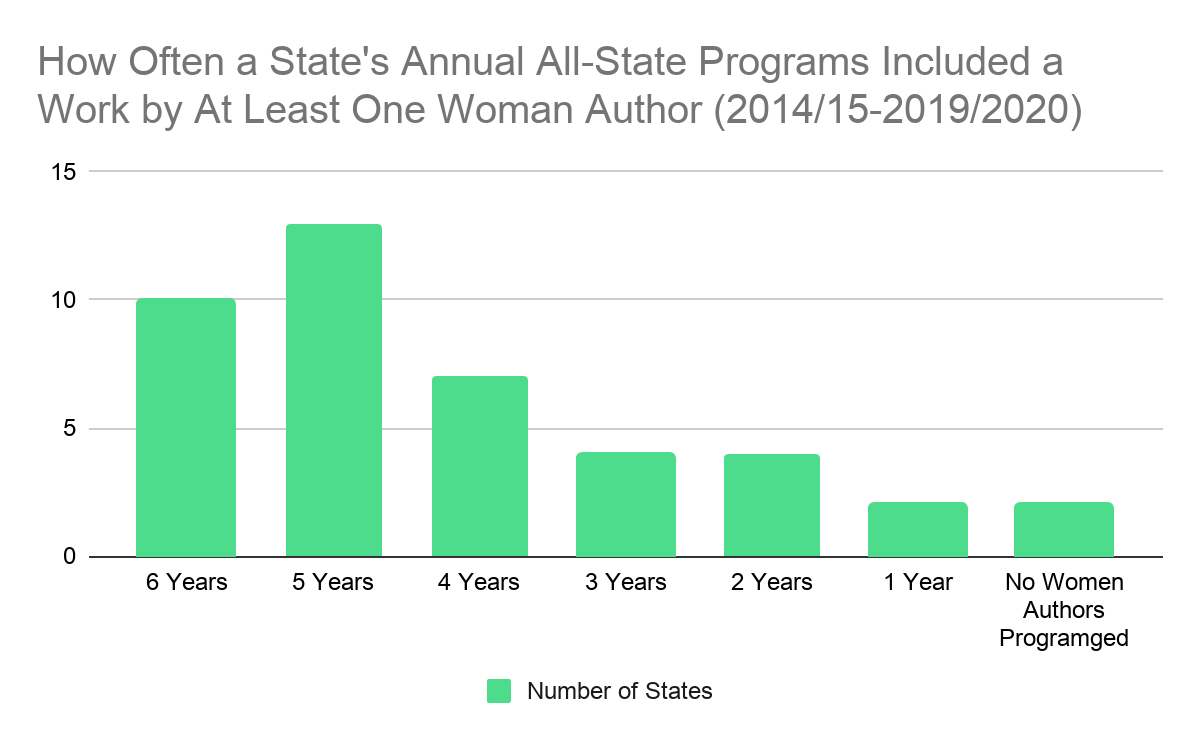 How Often a State's Annual All-State Programs Included a
Work by At Least One Woman Author (2014/15-2019/2020)
15
10
5
0
6 Years
5 Years
4 Years
3 Years
2 Years
1 Year
No Women
Authors
Programged
Number of States